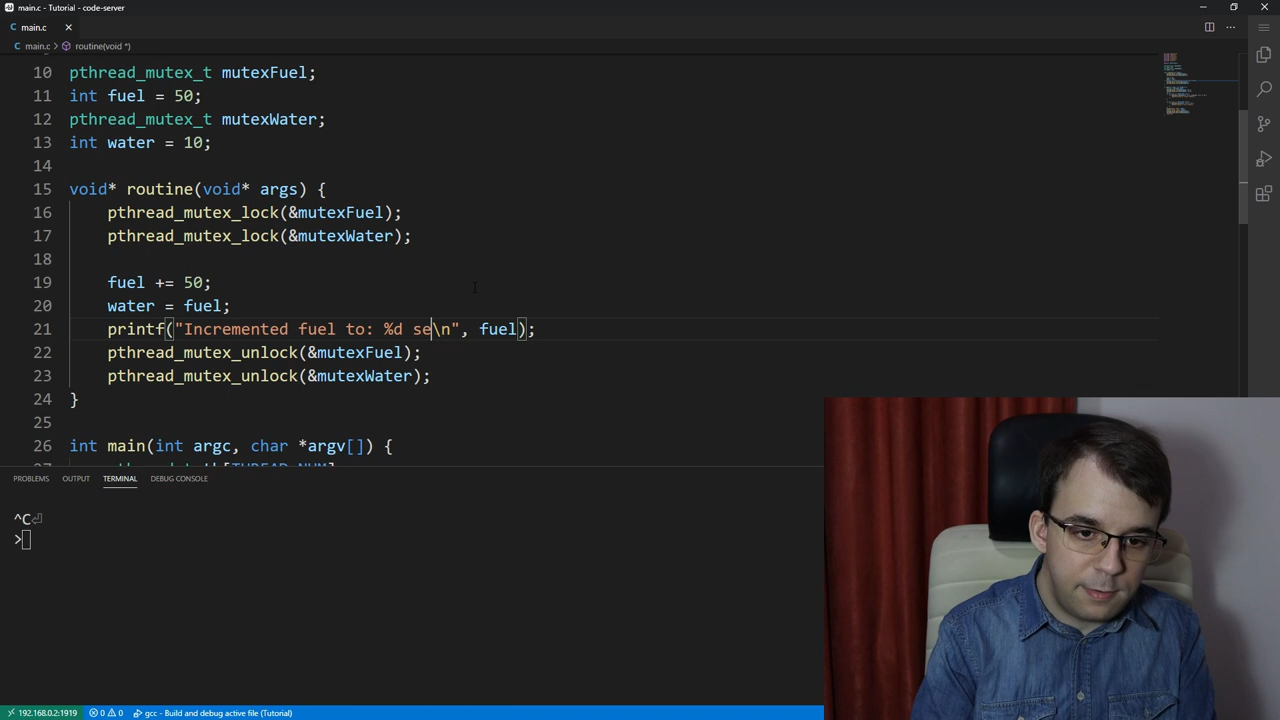 main.c - Tutorial - code-server
C main.c ×
C main.c > routine(void *)
10 pthread_mutex_t mutexFuel;
11 int fuel = 50;
12 pthread_mutex_t mutexWater;
13 int water = 10;
14
15 void* routine(void* args) {
16 pthread_mutex_lock(&mutexFuel);
17 pthread_mutex_lock(&mutexWater);
18
19 fuel += 50;
20 water = fuel;
21 printf("Incremented fuel to: %d se\n", fuel);
22 pthread_mutex_unlock(&mutexFuel);
23 pthread_mutex_unlock(&mutexWater);
24 }
25
26 int main(int argc, char *argv[]) {
PROBLEMS OUTPUT TERMINAL DEBUG CONSOLE
^C
>
192.168.0.2:1919 0 0 gcc - Build and debug active file (Tutorial)